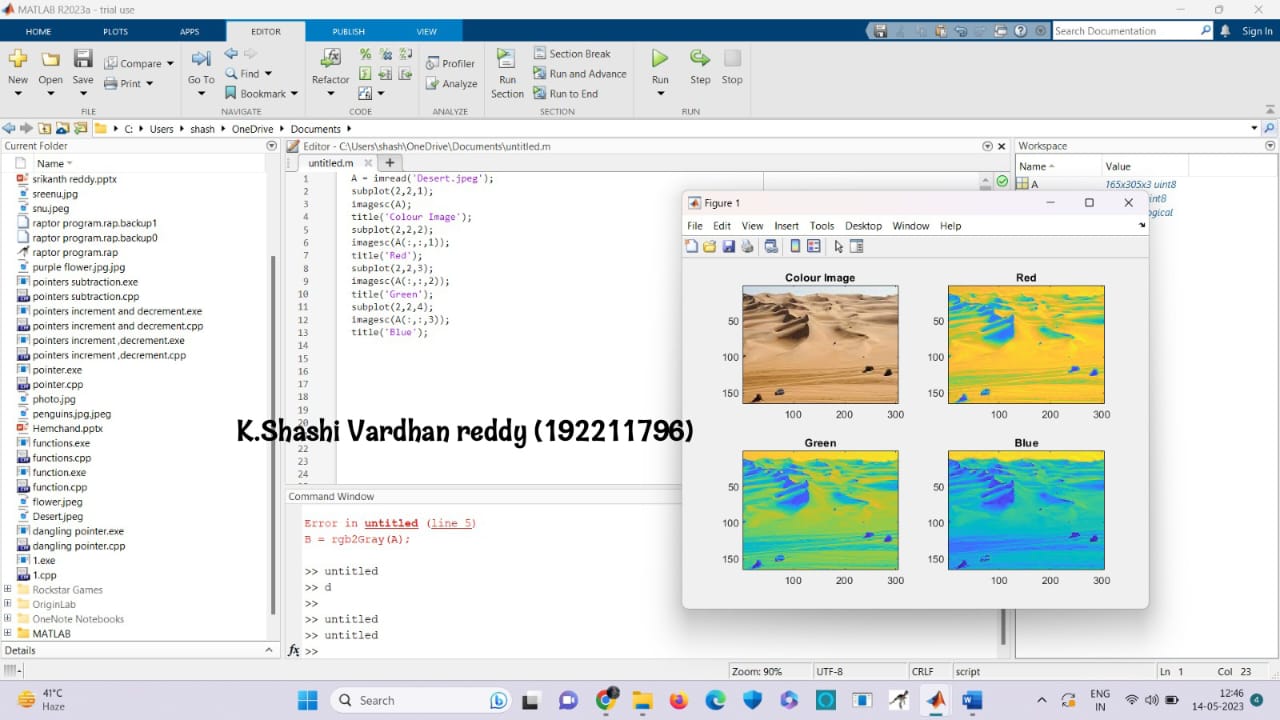 MATLAB R2023a - trial use
HOME PLOTS APPS EDITOR PUBLISH VIEW
Search Documentation Sign In
New Open Save Compare Print
FILE
Go To Find Bookmark
NAVIGATE
Refactor
CODE
Profiler
Analyze
ANALYZE
Run Section
Section Break
Run and Advance
Run to End
SECTION
Run Step Stop
RUN
C: Users shash OneDrive Documents
Current Folder
Name
srikanth reddy.pptx
sreenu.jpg
snu.jpeg
raptor program.rap.backup1
raptor program.rap.backup0
raptor program.rap
purple flower.jpg.jpg
pointers subtraction.exe
pointers subtraction.cpp
pointers increment and decrement.exe
pointers increment and decrement.cpp
pointers increment ,decrement.exe
pointers increment ,decrement.cpp
pointer.exe
pointer.cpp
photo.jpg
penguins.jpg.jpeg
Hemchand.pptx
functions.exe
functions.cpp
function.exe
function.cpp
flower.jpeg
Desert.jpeg
dangling pointer.exe
dangling pointer.cpp
1.exe
1.cpp
Rockstar Games
OriginLab
OneNote Notebooks
MATLAB
Details
Editor - C:\Users\shash\OneDrive\Documents\untitled.m
untitled.m
1 A = imread('Desert.jpeg');
2 subplot(2,2,1);
3 imagesc(A);
4 title('Colour Image');
5 subplot(2,2,2);
6 imagesc(A(:,:,1));
7 title('Red');
8 subplot(2,2,3);
9 imagesc(A(:,:,2));
10 title('Green');
11 subplot(2,2,4);
12 imagesc(A(:,:,3));
13 title('Blue');
14
15
16
17
18
19
K.Shashi Vardhan reddy (192211796)
22
23
24
Command Window
Error in untitled (line 5)
B = rgb2Gray(A);
>> untitled
>> d
>>
>> untitled
>> untitled
fx >>
Workspace
Name Value
A 165x305x3 uint8
Figure 1
File Edit View Insert Tools Desktop Window Help
Colour Image
50
100
150
100 200 300
Red
50
100
150
100 200 300
Green
50
100
150
100 200 300
Blue
50
100
150
100 200 300
Zoom: 90% UTF-8 CRLF script Ln 1 Col 23
41°C
Haze
Search
ENG
IN
12:46
14-05-2023
4